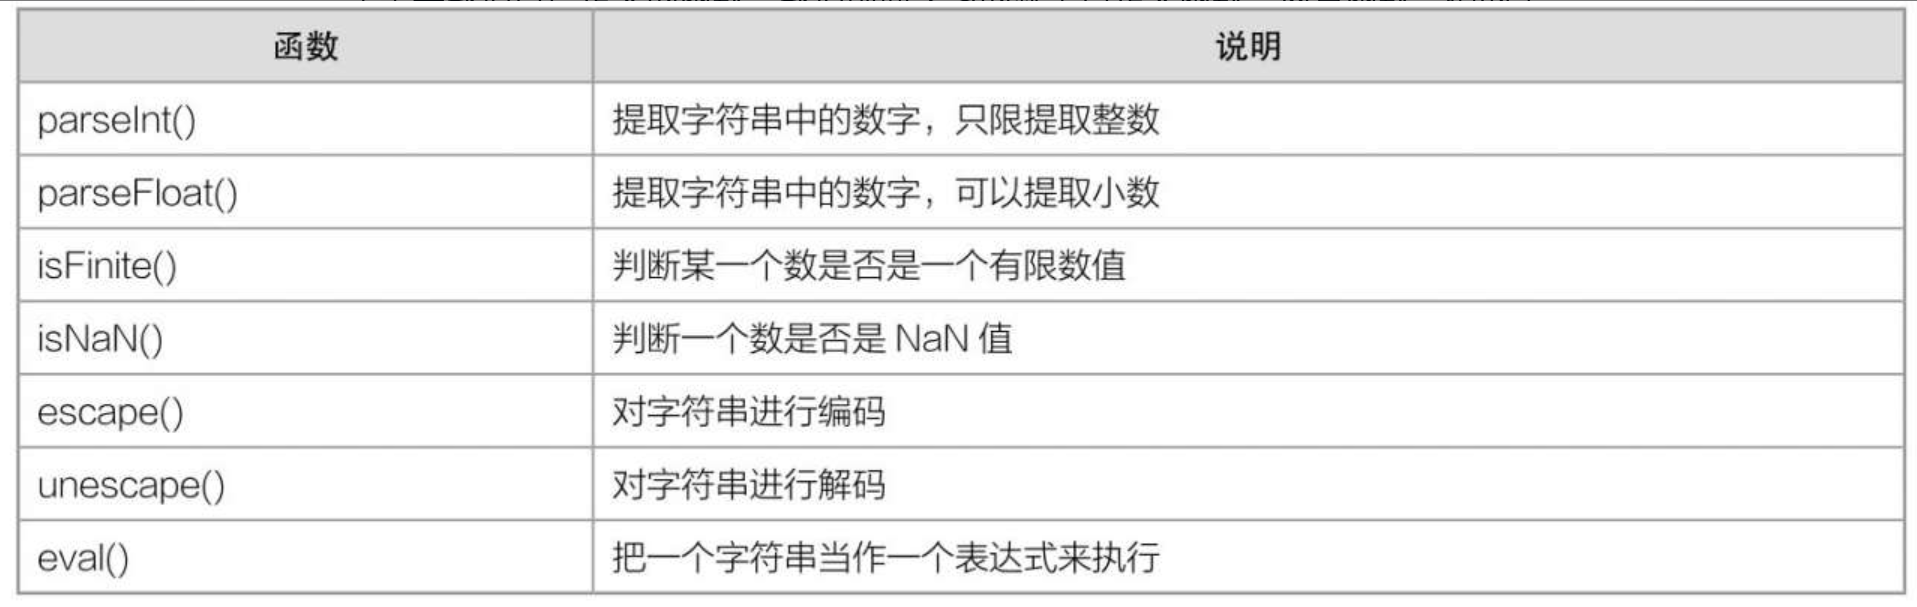 函数 说明
parseInt() 提取字符串中的数字，只限提取整数
parseFloat() 提取字符串中的数字，可以提取小数
isFinite() 判断某一个数是否是一个有限数值
isNaN() 判断一个数是否是 NaN 值
escape() 对字符串进行编码
unescape() 对字符串进行解码
eval() 把一个字符串当作一个表达式来执行